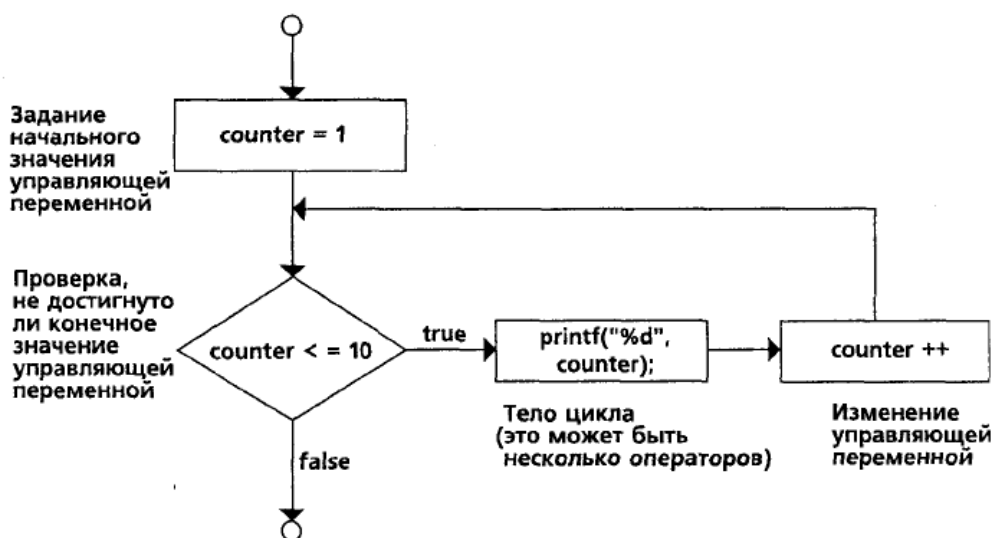 Задание
начального
значения
управляющей
переменной
counter = 1
Проверка,
не достигнуто
ли конечное
значение
управляющей
переменной
counter < = 10
true
printf("%d",
counter);
counter ++
Тело цикла
(это может быть
несколько операторов)
Изменение
управляющей
переменной
false